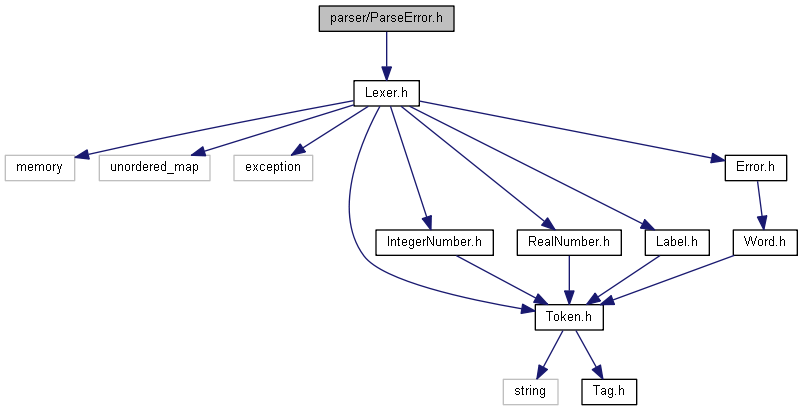 parser/ParseError.h
Lexer.h
memory
unordered_map
exception
Error.h
IntegerNumber.h
RealNumber.h
Label.h
Word.h
Token.h
string
Tag.h